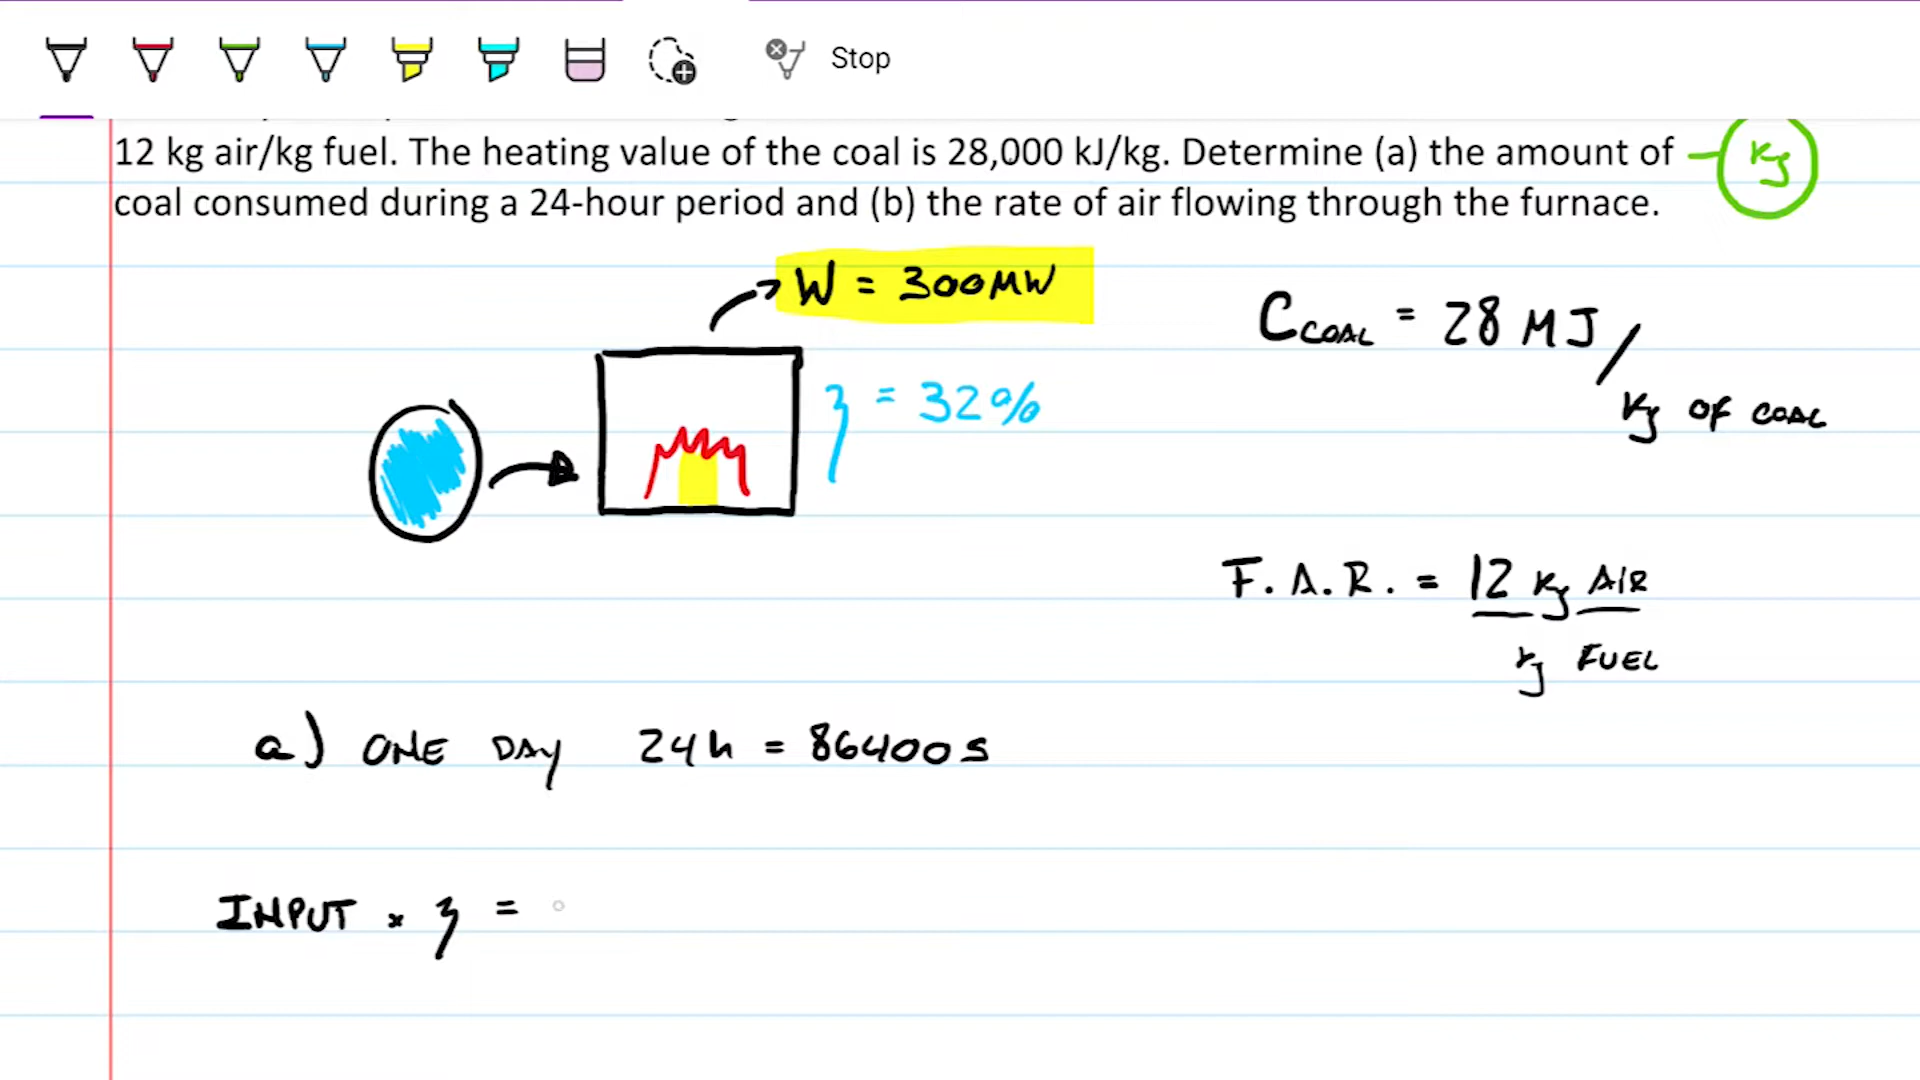 Stop
12 kg air/kg fuel. The heating value of the coal is 28,000 kJ/kg. Determine (a) the amount of
kg
coal consumed during a 24-hour period and (b) the rate of air flowing through the furnace.
W = 300MW
C COAL = 28 MJ/
kg OF COAL
η = 32%
F.A.R. = 12 kg AIR
kg FUEL
a) ONE DAY 24h = 86400s
INPUT × η =